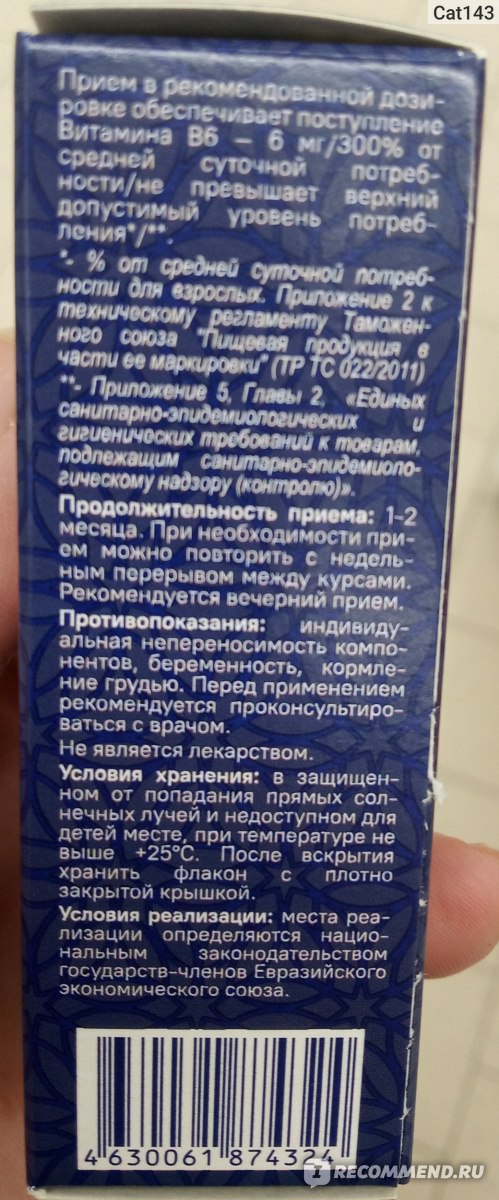 Cat143
Прием в рекомендованной дози-
ровке обеспечивает поступление
Витамина В6 – 6 мг/300% от
средней суточной потреб-
ности/не превышает верхний
допустимый уровень потреб-
ления*/**.
*- % от средней суточной потреб-
ности для взрослых. Приложение 2 к
техническому регламенту Таможен-
ного союза "Пищевая продукция в
части ее маркировки" (ТР ТС 022/2011)
**- Приложение 5, Главы 2, «Единых
санитарно-эпидемиологических и
гигиенических требований к товарам,
подлежащим санитарно-эпидемиоло-
гическому надзору (контролю)».
Продолжительность приема: 1-2
месяца. При необходимости при-
ем можно повторить с недель-
ным перерывом между курсами.
Рекомендуется вечерний прием.
Противопоказания: индивиду-
альная непереносимость компо-
нентов, беременность, кормле-
ние грудью. Перед применением
рекомендуется проконсультиро-
ваться с врачом.
Не является лекарством.
Условия хранения: в защищен-
ном от попадания прямых сол-
нечных лучей и недоступном для
детей месте, при температуре не
выше +25°С. После вскрытия
хранить флакон с плотно
закрытой крышкой.
Условия реализации: места реа-
лизации определяются нацио-
нальным законодательством
государств-членов Евразийского
экономического союза.
4 630061 874324
IRECOMMEND.RU